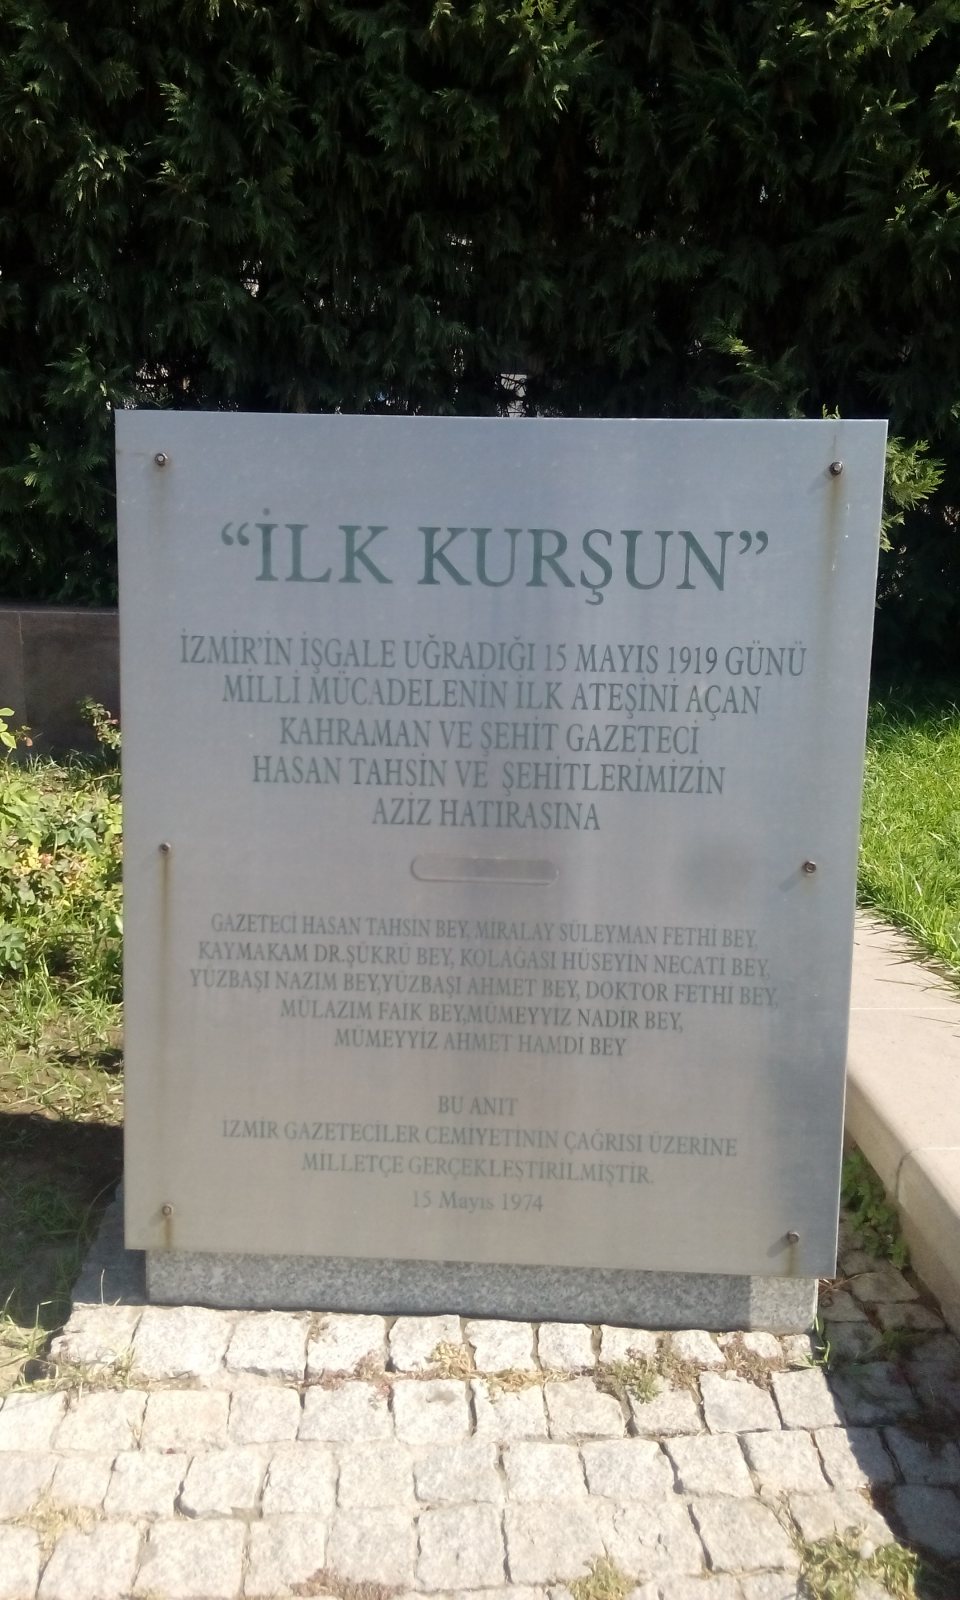 “İLK KURŞUN”
İZMİR’İN İŞGALE UĞRADIĞI 15 MAYIS 1919 GÜNÜ
MİLLİ MÜCADELENİN İLK ATEŞİNİ AÇAN
KAHRAMAN VE ŞEHİT GAZETECİ
HASAN TAHSİN VE ŞEHİTLERİMİZİN
AZİZ HATIRASINA
GAZETECİ HASAN TAHSİN BEY, MİRALAY SÜLEYMAN FETHİ BEY,
KAYMAKAM DR.ŞÜKRÜ BEY, KOLAĞASI HÜSEYİN NECATİ BEY,
YÜZBAŞI NAZIM BEY,YÜZBAŞI AHMET BEY, DOKTOR FETHİ BEY,
MÜLAZIM FAİK BEY,MÜMEYYİZ NADİR BEY,
MÜMEYYİZ AHMET HAMDİ BEY
BU ANIT
İZMİR GAZETECİLER CEMİYETİNİN ÇAĞRISI ÜZERİNE
MİLLETÇE GERÇEKLEŞTİRİLMİŞTİR.
15 Mayıs 1974